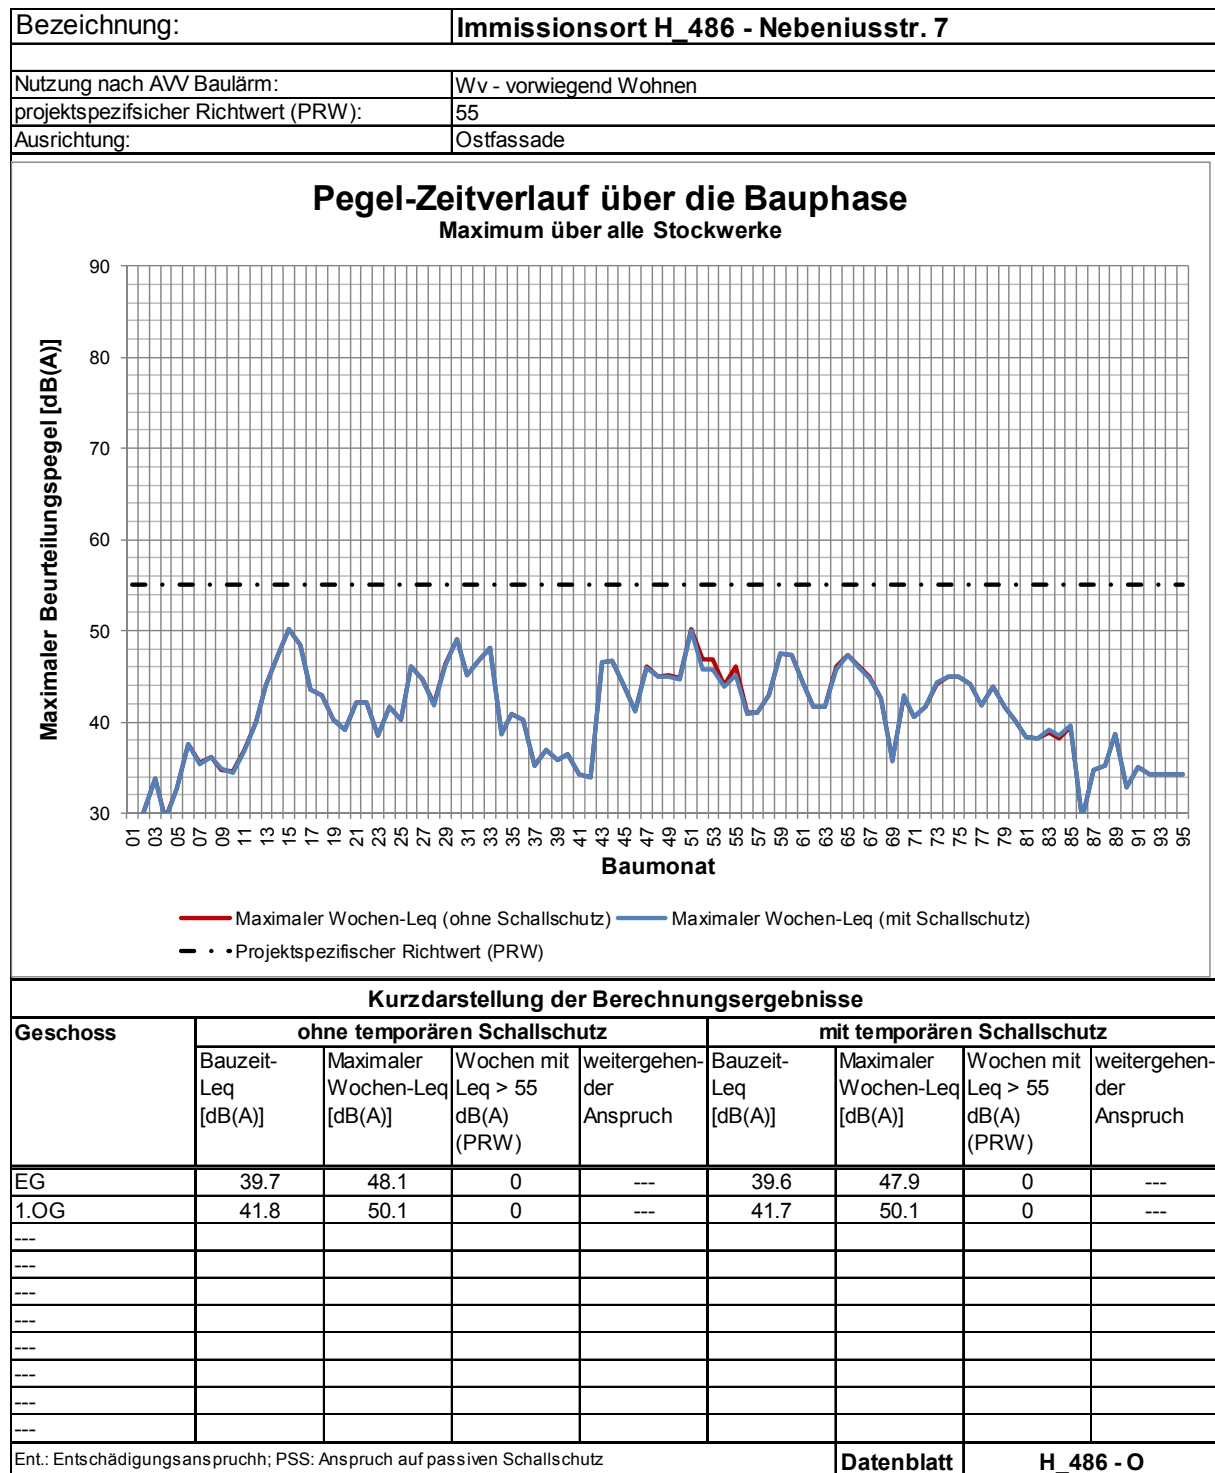 Bezeichnung: Immissionsort H_486 - Nebeniusstr. 7
Nutzung nach AVV Baulärm: Wv - vorwiegend Wohnen
projektspezifsicher Richtwert (PRW): 55
Ausrichtung: Ostfassade
Pegel-Zeitverlauf über die Bauphase
Maximum über alle Stockwerke
Maximaler Beurteilungspegel [dB(A)]
90
80
70
60
50
40
30
01 03 05 07 09 11 13 15 17 19 21 23 25 27 29 31 33 35 37 39 41 43 45 47 49 51 53 55 57 59 61 63 65 67 69 71 73 75 77 79 81 83 85 87 89 91 93 95
Baumonat
Maximaler Wochen-Leq (ohne Schallschutz) Maximaler Wochen-Leq (mit Schallschutz)
Projektspezifischer Richtwert (PRW)
Kurzdarstellung der Berechnungsergebnisse
Geschoss ohne temporären Schallschutz mit temporären Schallschutz
Bauzeit- Maximaler Wochen mit weitergehen- Bauzeit- Maximaler Wochen mit weitergehen-
Leq Wochen-Leq Leq > 55 der Leq Wochen-Leq Leq > 55 der
[dB(A)] [dB(A)] dB(A) Anspruch [dB(A)] [dB(A)] dB(A) Anspruch
(PRW) (PRW)
EG 39.7 48.1 0 --- 39.6 47.9 0 ---
1.OG 41.8 50.1 0 --- 41.7 50.1 0 ---
---
---
---
---
---
---
---
---
Ent.: Entschädigungsanspruchh; PSS: Anspruch auf passiven Schallschutz Datenblatt H_486 - O